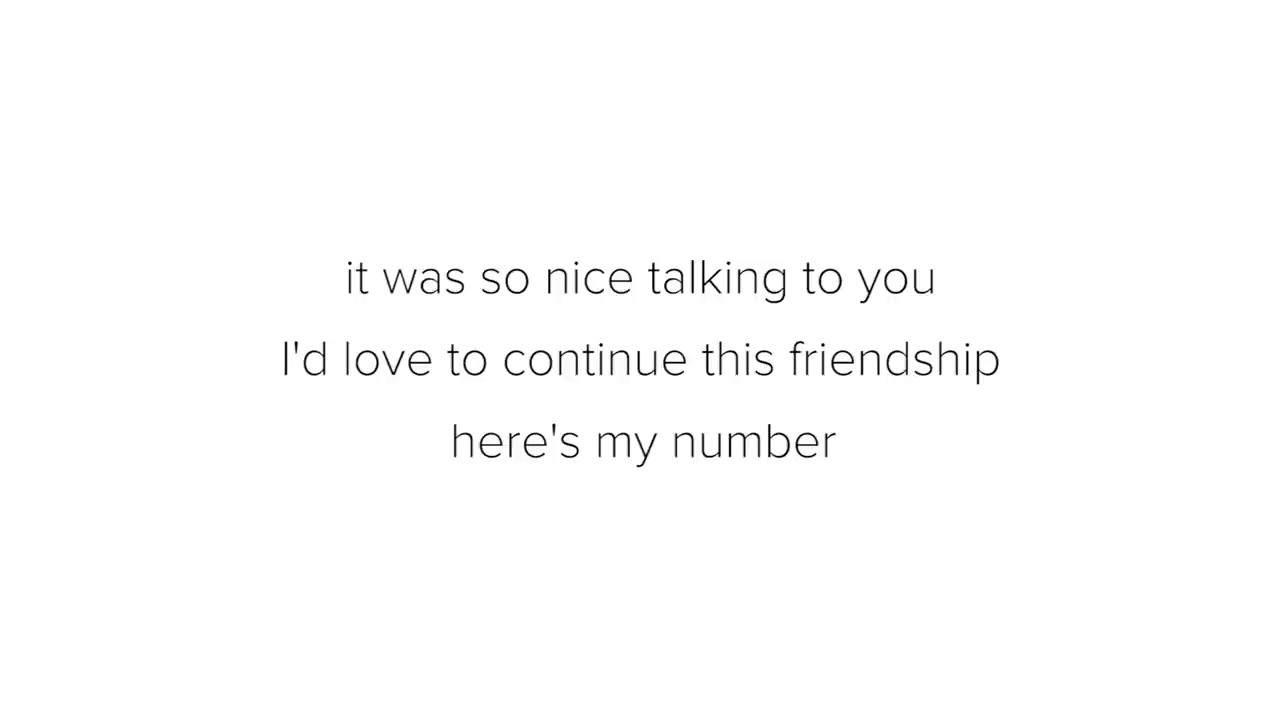 it was so nice talking to you
I'd love to continue this friendship
here's my number